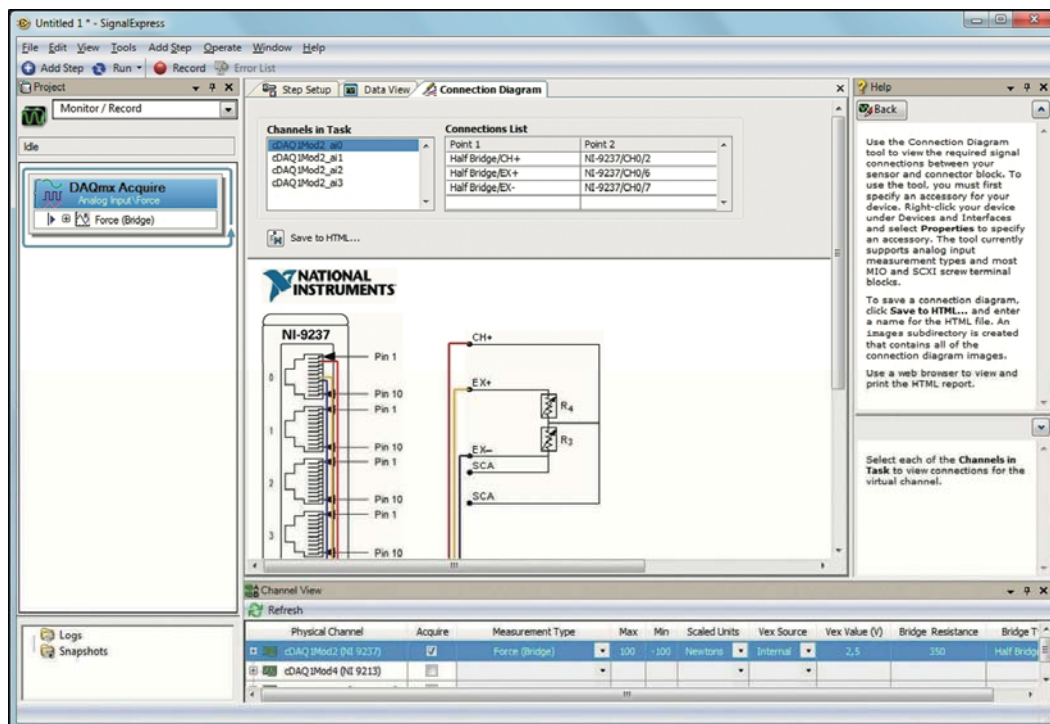 Untitled 1 * - SignalExpress
File Edit View Tools Add Step Operate Window Help
Add Step Run Record Error List
Project
Monitor / Record
Idle
DAQmx Acquire
Analog Input\Force
Force (Bridge)
Logs
Snapshots
Step Setup Data View Connection Diagram
Channels in Task
cDAQ1Mod2_ai0
cDAQ1Mod2_ai1
cDAQ1Mod2_ai2
cDAQ1Mod2_ai3
Connections List
Point 1 Point 2
Half Bridge/CH+ NI-9237/CH0/2
Half Bridge/EX+ NI-9237/CH0/6
Half Bridge/EX- NI-9237/CH0/7
Save to HTML...
NATIONAL
INSTRUMENTS
NI-9237
0
Pin 1
Pin 10
1
Pin 1
Pin 10
2
Pin 1
Pin 10
3
Pin 1
Pin 10
CH+
EX+
R4
R3
EX–
SCA
SCA
Help
Back
Use the Connection Diagram
tool to view the required signal
connections between your
sensor and connector block. To
use the tool, you must first
specify an accessory for your
device. Right-click your device
under Devices and Interfaces
and select Properties to specify
an accessory. The tool currently
supports analog input
measurement types and most
MIO and SCXI screw terminal
blocks.
To save a connection diagram,
click Save to HTML... and enter
a name for the HTML file. An
images subdirectory is created
that contains all of the
connection diagram images.
Use a web browser to view and
print the HTML report.
Select each of the Channels in
Task to view connections for the
virtual channel.
Channel View
Refresh
Physical Channel Acquire Measurement Type Max Min Scaled Units Vex Source Vex Value (V) Bridge Resistance Bridge T
cDAQ1Mod2 (NI 9237) Force (Bridge) 100 -100 Newtons Internal 2,5 350 Half Bridg
cDAQ1Mod4 (NI 9213)